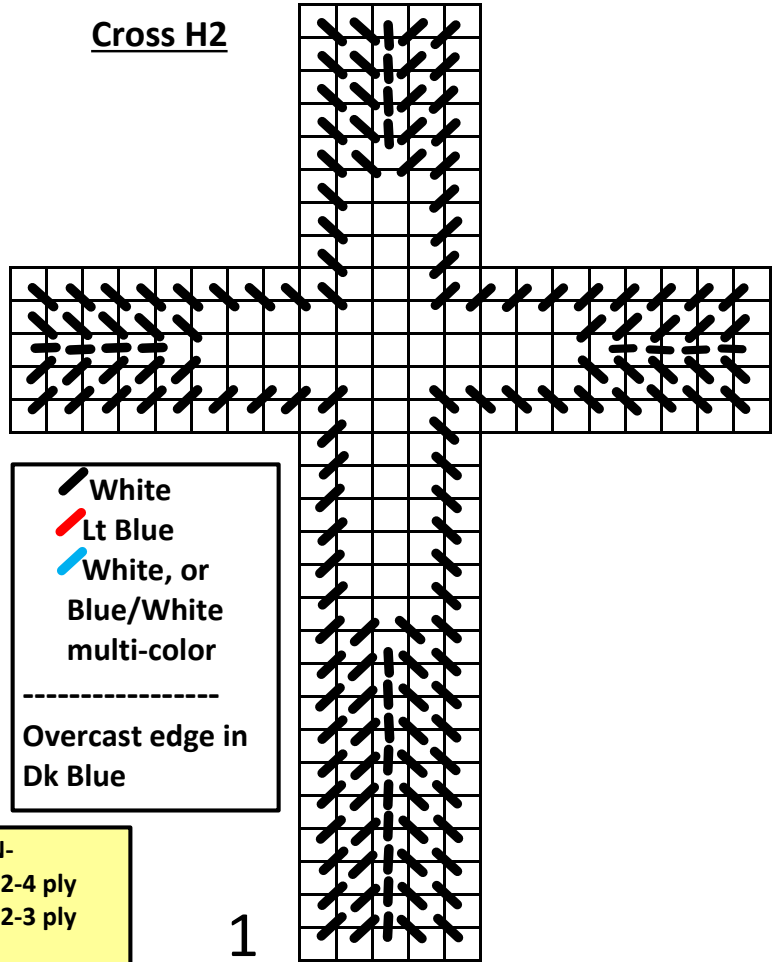 Cross H2
White
Lt Blue
White, or
Blue/White
multi-color
-----------------
Overcast edge in
Dk Blue
2-4 ply
2-3 ply
1